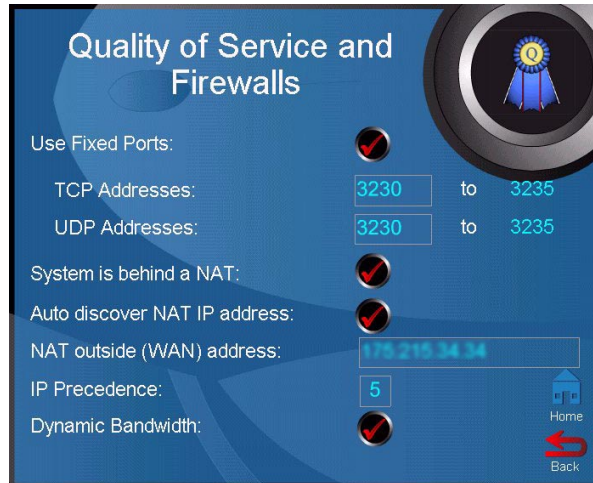 Quality of Service and
Firewalls
Q
Use Fixed Ports:
TCP Addresses: 3230 to 3235
UDP Addresses: 3230 to 3235
System is behind a NAT:
Auto discover NAT IP address:
NAT outside (WAN) address:
IP Precedence: 5
Home
Dynamic Bandwidth:
Back